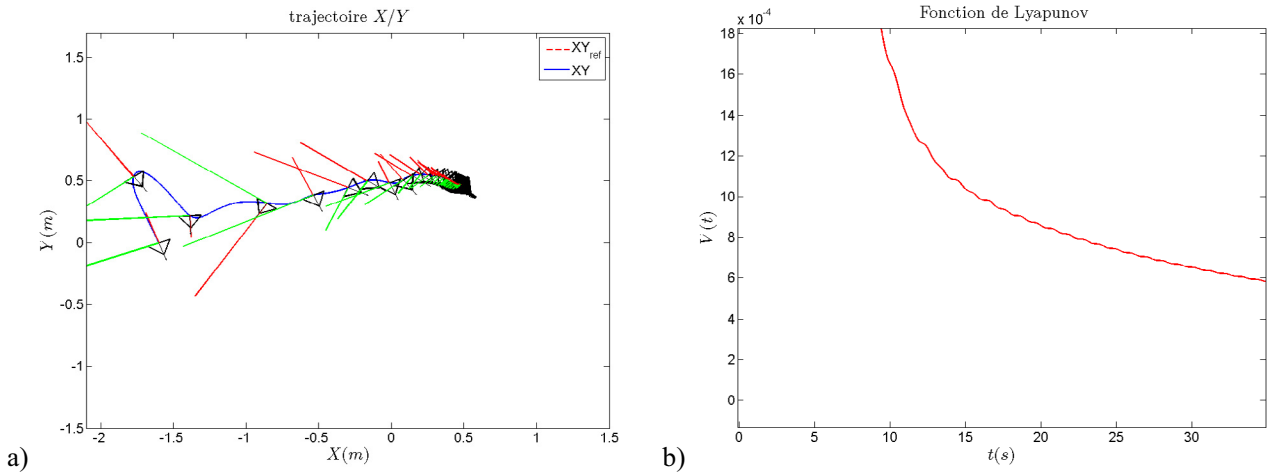 trajectoire X/Y
1.5
1
0.5
0
-0.5
-1
-1.5
Y(m)
-2
-1.5
-1
-0.5
0
0.5
1
1.5
X(m)
XY_ref
XY
a)
Fonction de Lyapunov
x 10^-4
18
16
14
12
10
8
6
4
2
0
V(t)
0
5
10
15
20
25
30
t(s)
b)